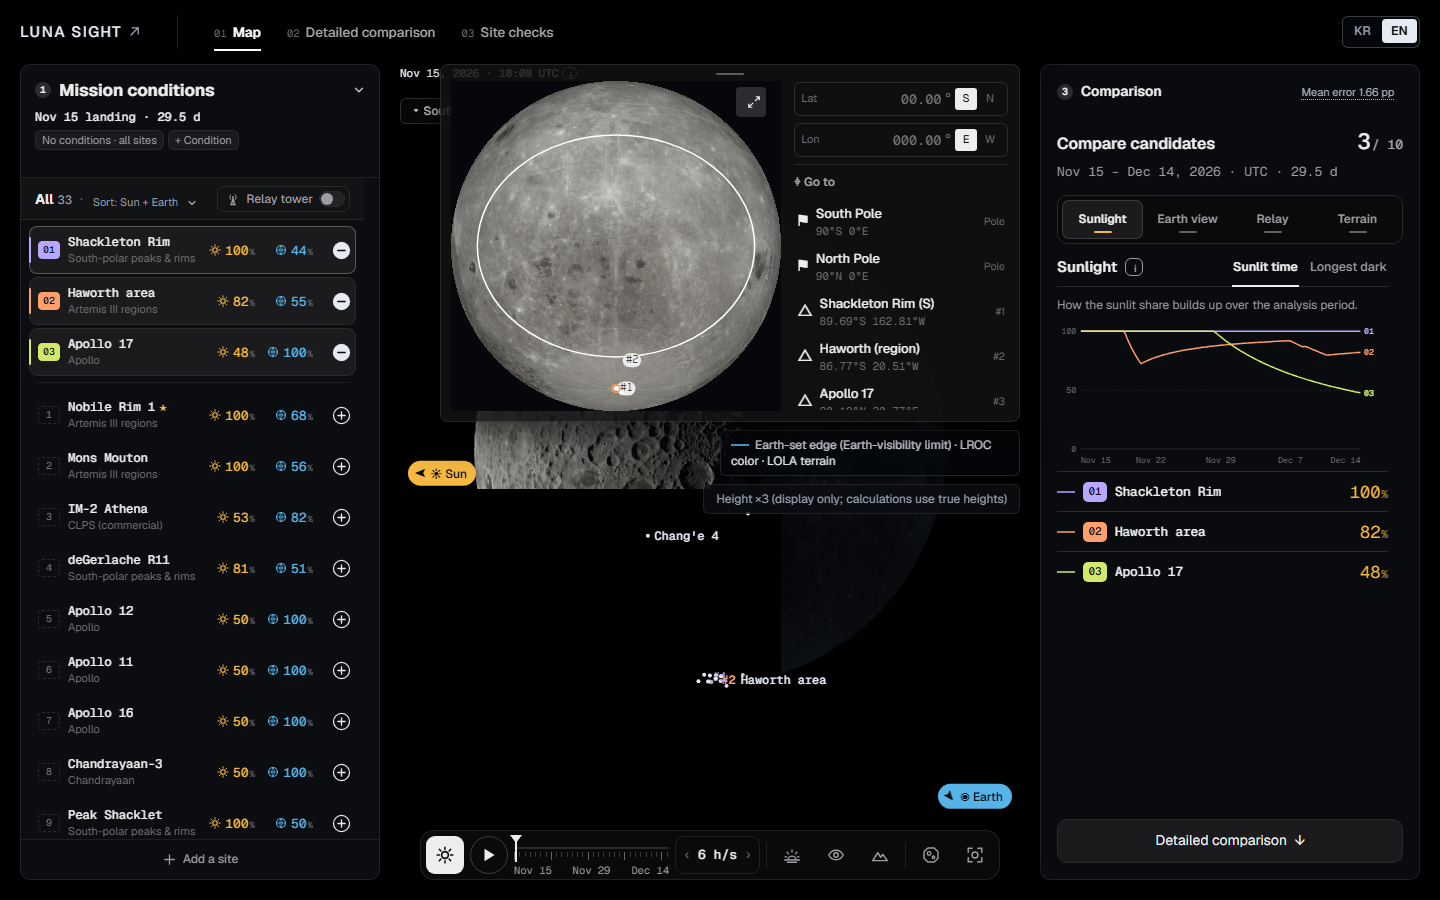 LUNA SIGHT
01 Map
02 Detailed comparison
03 Site checks
KR EN
1 Mission conditions
Nov 15 landing · 29.5 d
No conditions · all sites
+ Condition
All 33 · Sort: Sun + Earth
Relay tower
01 Shackleton Rim 100% 44%
South-polar peaks & rims
02 Haworth area 82% 55%
Artemis III regions
03 Apollo 17 48% 100%
Apollo
1 Nobile Rim 1 ★ 100% 68%
Artemis III regions
2 Mons Mouton 100% 56%
Artemis III regions
3 IM-2 Athena 53% 82%
CLPS (commercial)
4 deGerlache R11 81% 51%
South-polar peaks & rims
5 Apollo 12 50% 100%
Apollo
6 Apollo 11 50% 100%
Apollo
7 Apollo 16 50% 100%
Apollo
8 Chandrayaan-3 50% 100%
Chandrayaan
9 Peak Shacklet 100% 50%
South-polar peaks & rims
+ Add a site
Nov 15, 2026 · 10:00 UTC
Sout
#2
#1
Lat 00.00° S N
Lon 000.00° E W
Go to
South Pole Pole
90°S 0°E
North Pole Pole
90°N 0°E
Shackleton Rim (S) #1
89.69°S 162.81°W
Haworth (region) #2
86.77°S 20.51°W
Apollo 17 #3
Earth-set edge (Earth-visibility limit) · LROC
color · LOLA terrain
Height ×3 (display only; calculations use true heights)
Sun
Chang'e 4
#2 Haworth area
Earth
Nov 15 Nov 29 Dec 14
‹ 6 h/s ›
3 Comparison
Mean error 1.66 pp
Compare candidates 3 / 10
Nov 15 – Dec 14, 2026 · UTC · 29.5 d
Sunlight
Earth view
Relay
Terrain
Sunlight i
Sunlit time
Longest dark
How the sunlit share builds up over the analysis period.
100
50
0
01
02
03
Nov 15 Nov 22 Nov 29 Dec 7 Dec 14
01 Shackleton Rim 100%
02 Haworth area 82%
03 Apollo 17 48%
Detailed comparison ↓